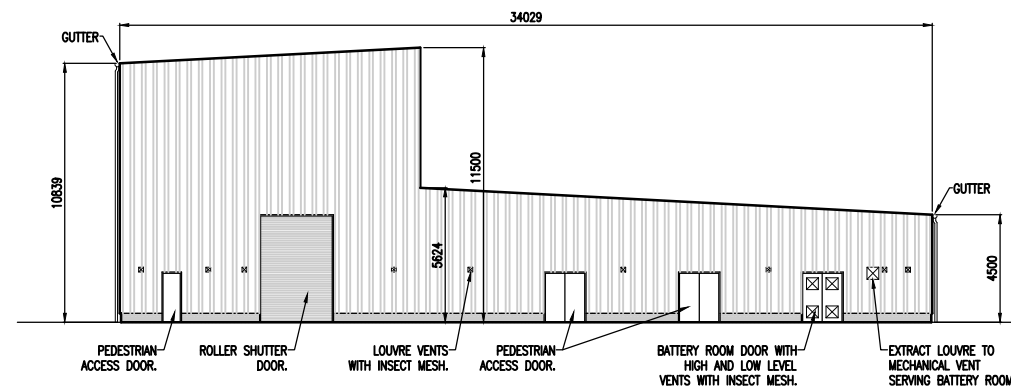 34029
GUTTER
10839
11500
5624
GUTTER
4500
PEDESTRIAN
ACCESS DOOR.
ROLLER SHUTTER
DOOR.
LOUVRE VENTS
WITH INSECT MESH.
PEDESTRIAN
ACCESS DOOR.
BATTERY ROOM DOOR WITH
HIGH AND LOW LEVEL
VENTS WITH INSECT MESH.
EXTRACT LOUVRE TO
MECHANICAL VENT
SERVING BATTERY ROOM